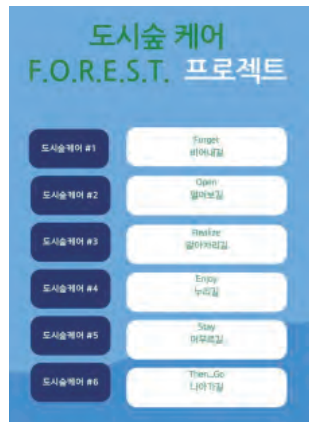 도시숲 케어
F.O.R.E.S.T. 프로젝트
도시숲케어 #1
Forget
비어내길
도시숲케어 #2
Open
열어보길
도시숲케어 #3
Realize
알아차리길
도시숲케어 #4
Enjoy
누리길
도시숲케어 #5
Stay
머무르길
도시숲케어 #6
Then_Go
나아가길